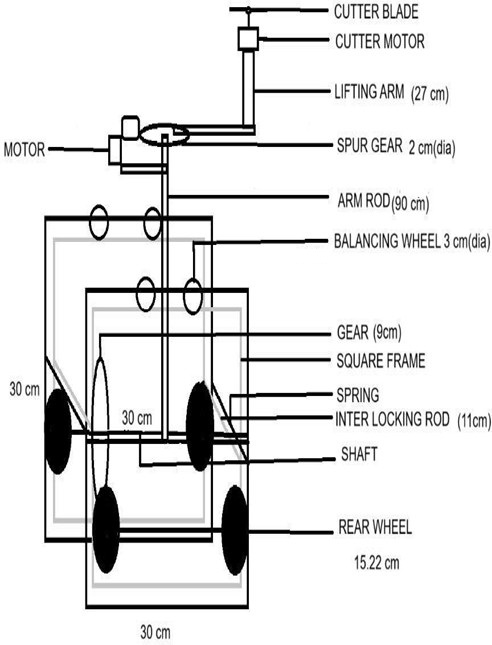 CUTTER BLADE
CUTTER MOTOR
LIFTING ARM (27 cm)
MOTOR
SPUR GEAR 2 cm(dia)
ARM ROD(90 cm)
BALANCING WHEEL 3 cm(dia)
GEAR (9cm)
SQUARE FRAME
30 cm
SPRING
30 cm
INTER LOCKING ROD (11cm)
SHAFT
REAR WHEEL
15.22 cm
30 cm